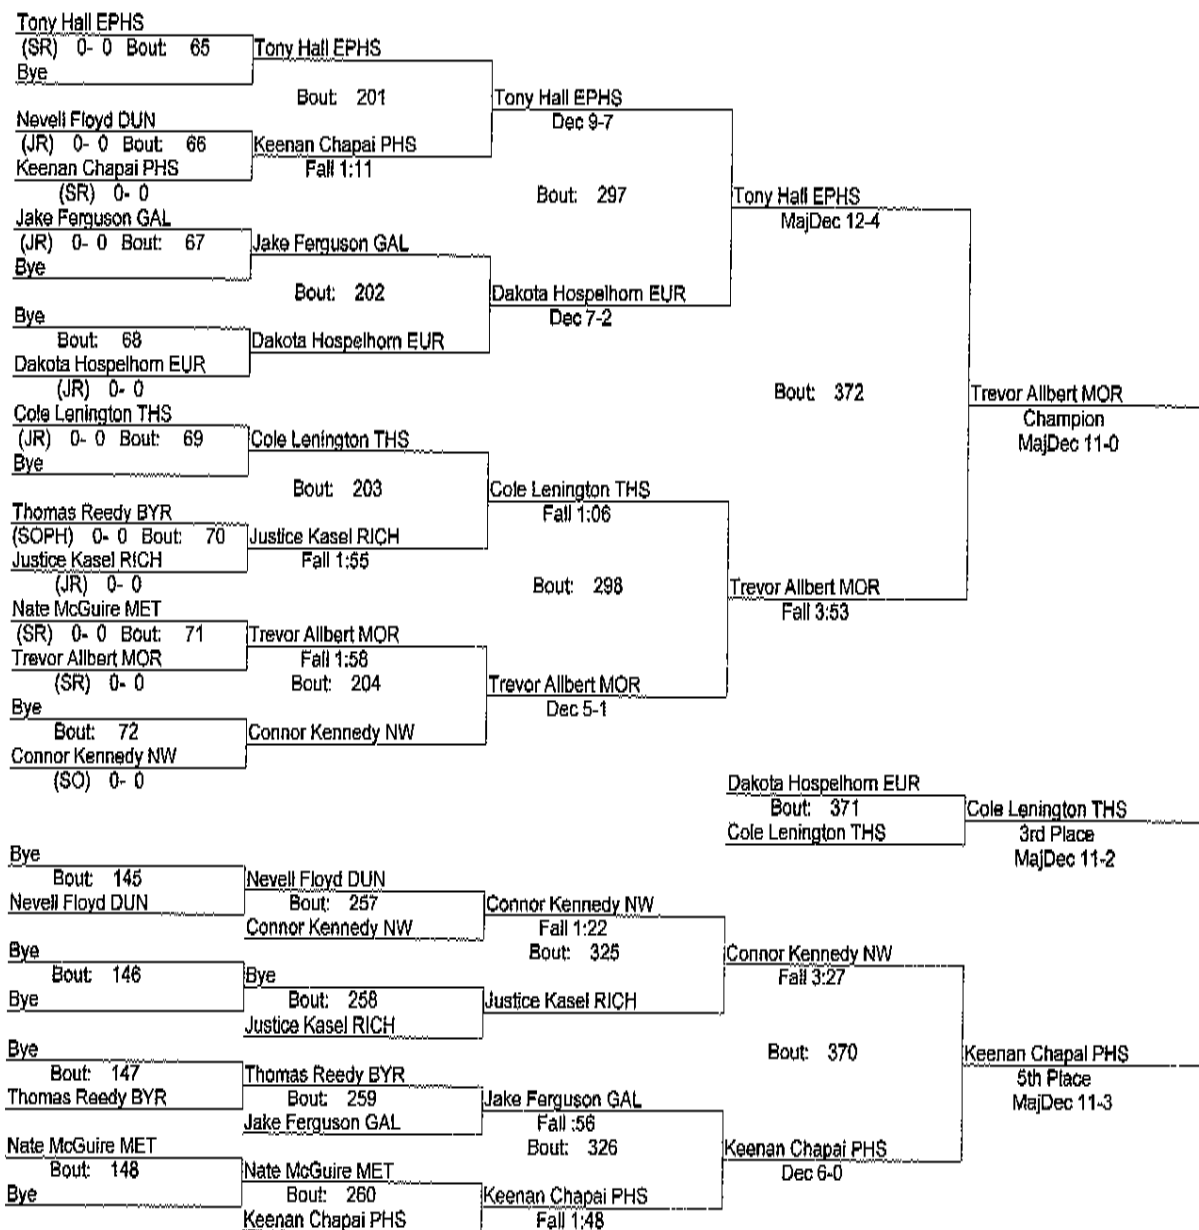 Tony Hall EPHS
(SR) 0- 0 Bout: 65
Bye
Tony Hall EPHS
Bout: 201
Nevell Floyd DUN
(JR) 0- 0 Bout: 66
Keenan Chapai PHS
(SR) 0- 0
Keenan Chapai PHS
Fall 1:11
Tony Hall EPHS
Dec 9-7
Bout: 297
Jake Ferguson GAL
(JR) 0- 0 Bout: 67
Bye
Jake Ferguson GAL
Bout: 202
Bye
Bout: 68
Dakota Hospelhorn EUR
(JR) 0- 0
Dakota Hospelhorn EUR
Dakota Hospelhorn EUR
Dec 7-2
Tony Hall EPHS
MajDec 12-4
Bout: 372
Cole Lenington THS
(JR) 0- 0 Bout: 69
Bye
Cole Lenington THS
Bout: 203
Thomas Reedy BYR
(SOPH) 0- 0 Bout: 70
Justice Kasel RICH
(JR) 0- 0
Justice Kasel RICH
Fall 1:55
Cole Lenington THS
Fall 1:06
Bout: 298
Nate McGuire MET
(SR) 0- 0 Bout: 71
Trevor Allbert MOR
(SR) 0- 0
Trevor Allbert MOR
Fall 1:58
Bout: 204
Bye
Bout: 72
Connor Kennedy NW
(SO) 0- 0
Connor Kennedy NW
Trevor Allbert MOR
Dec 5-1
Trevor Allbert MOR
Fall 3:53
Trevor Allbert MOR
Champion
MajDec 11-0
Dakota Hospelhorn EUR
Bout: 371
Cole Lenington THS
Cole Lenington THS
3rd Place
MajDec 11-2
Bye
Bout: 145
Nevell Floyd DUN
Nevell Floyd DUN
Bout: 257
Connor Kennedy NW
Connor Kennedy NW
Fall 1:22
Bout: 325
Bye
Bout: 146
Bye
Bye
Bout: 258
Justice Kasel RICH
Justice Kasel RICH
Connor Kennedy NW
Fall 3:27
Bout: 370
Bye
Bout: 147
Thomas Reedy BYR
Thomas Reedy BYR
Bout: 259
Jake Ferguson GAL
Jake Ferguson GAL
Fall :56
Bout: 326
Nate McGuire MET
Bout: 148
Bye
Nate McGuire MET
Bout: 260
Keenan Chapai PHS
Keenan Chapai PHS
Fall 1:48
Keenan Chapai PHS
Dec 6-0
Keenan Chapai PHS
5th Place
MajDec 11-3